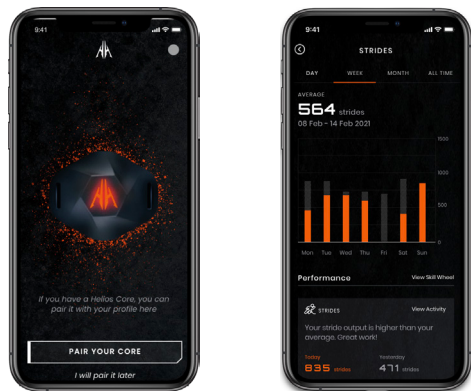 9:41
If you have a Helios Core, you can
pair it with your profile here
PAIR YOUR CORE
I will pair it later
9:41
STRIDES
DAY WEEK MONTH ALL TIME
AVERAGE
564 strides
08 Feb - 14 Feb 2021
1500
1000
500
0
Mon Tue Wed Thu Fri Sat Sun
Performance View Skill Wheel
STRIDES View Activity
Your stride output is higher than your
average. Great work!
Today Yesterday
835 strides 471 strides